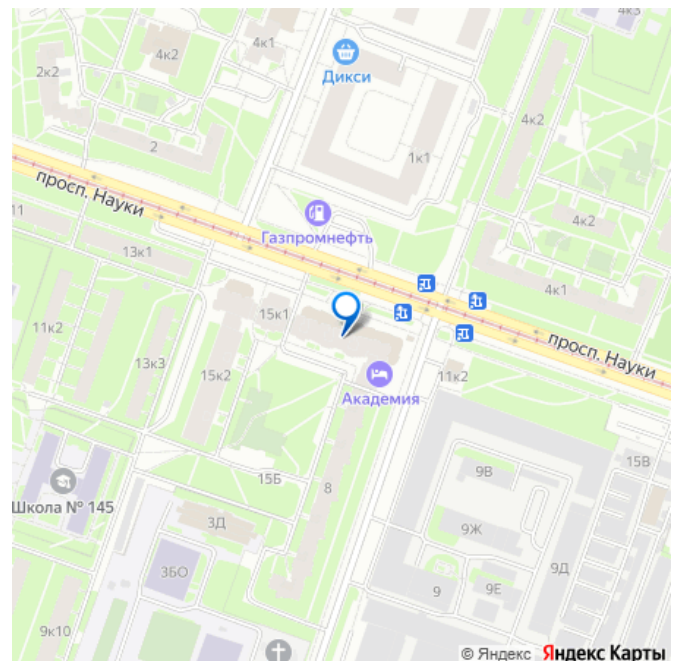 4к3
4к1
4к2
2к2
Дикси
4к2
2
1к1
просп. Науки
11
Газпромнефть
4к2
13к1
4к1
15к1
11к2
13к3
просп. Науки
15к2
11к2
Академия
15В
9В
15Б
8
Школа № 145
3Д
9Ж
9Д
3БО
9
9Е
9к10
© Яндекс Яндекс Карты